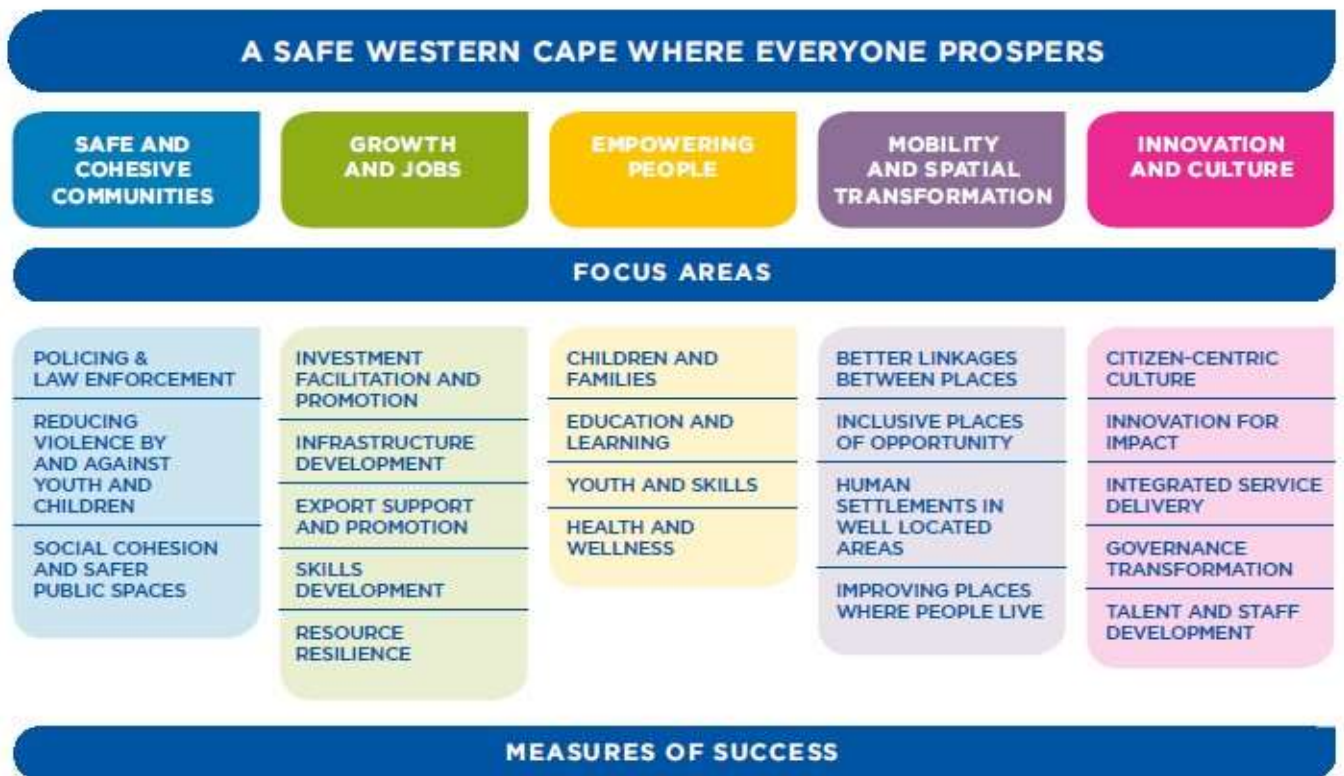 A SAFE WESTERN CAPE WHERE EVERYONE PROSPERS
SAFE AND
COHESIVE
COMMUNITIES
GROWTH
AND JOBS
EMPOWERING
PEOPLE
MOBILITY
AND SPATIAL
TRANSFORMATION
INNOVATION
AND CULTURE
FOCUS AREAS
POLICING &
LAW ENFORCEMENT
REDUCING
VIOLENCE BY
AND AGAINST
YOUTH AND
CHILDREN
SOCIAL COHESION
AND SAFER
PUBLIC SPACES
INVESTMENT
FACILITATION AND
PROMOTION
INFRASTRUCTURE
DEVELOPMENT
EXPORT SUPPORT
AND PROMOTION
SKILLS
DEVELOPMENT
RESOURCE
RESILIENCE
CHILDREN AND
FAMILIES
EDUCATION AND
LEARNING
YOUTH AND SKILLS
HEALTH AND
WELLNESS
BETTER LINKAGES
BETWEEN PLACES
INCLUSIVE PLACES
OF OPPORTUNITY
HUMAN
SETTLEMENTS IN
WELL LOCATED
AREAS
IMPROVING PLACES
WHERE PEOPLE LIVE
CITIZEN-CENTRIC
CULTURE
INNOVATION FOR
IMPACT
INTEGRATED SERVICE
DELIVERY
GOVERNANCE
TRANSFORMATION
TALENT AND STAFF
DEVELOPMENT
MEASURES OF SUCCESS